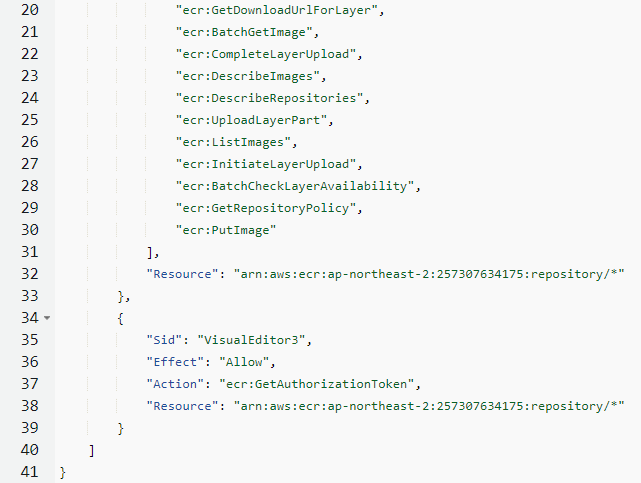 20 "ecr:GetDownloadUrlForLayer",
21 "ecr:BatchGetImage",
22 "ecr:CompleteLayerUpload",
23 "ecr:DescribeImages",
24 "ecr:DescribeRepositories",
25 "ecr:UploadLayerPart",
26 "ecr:ListImages",
27 "ecr:InitiateLayerUpload",
28 "ecr:BatchCheckLayerAvailability",
29 "ecr:GetRepositoryPolicy",
30 "ecr:PutImage"
31 ],
32 "Resource": "arn:aws:ecr:ap-northeast-2:257307634175:repository/*"
33 },
34 {
35 "Sid": "VisualEditor3",
36 "Effect": "Allow",
37 "Action": "ecr:GetAuthorizationToken",
38 "Resource": "arn:aws:ecr:ap-northeast-2:257307634175:repository/*"
39 }
40 ]
41 }